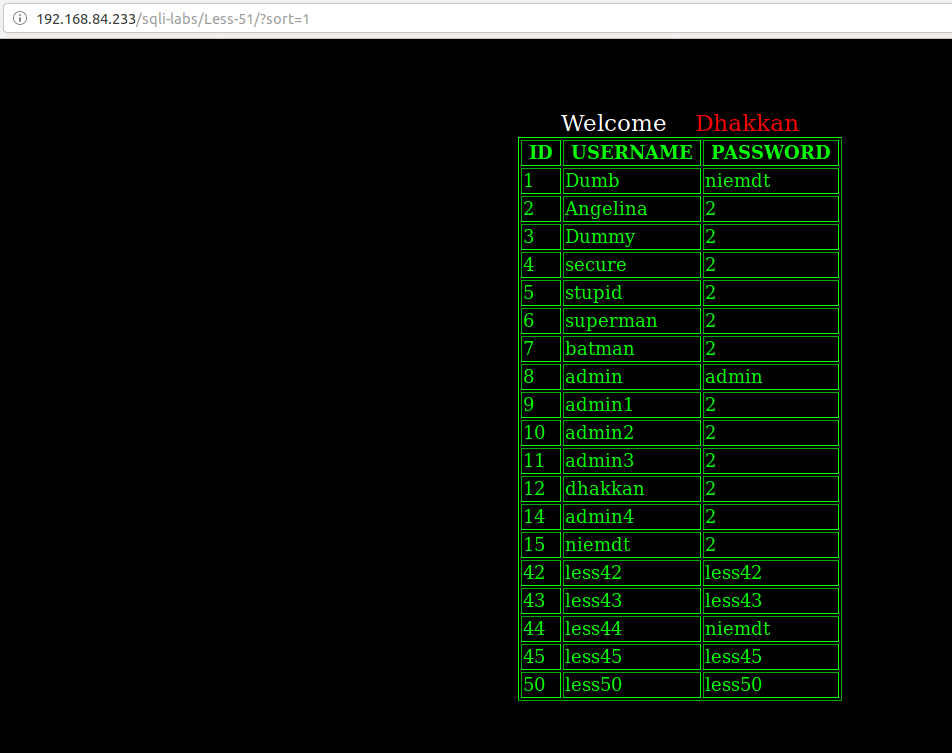 192.168.84.233/sqli-labs/Less-51/?sort=1
Welcome Dhakkan
ID USERNAME PASSWORD
1 Dumb niemdt
2 Angelina 2
3 Dummy 2
4 secure 2
5 stupid 2
6 superman 2
7 batman 2
8 admin admin
9 admin1 2
10 admin2 2
11 admin3 2
12 dhakkan 2
14 admin4 2
15 niemdt 2
42 less42 less42
43 less43 less43
44 less44 niemdt
45 less45 less45
50 less50 less50